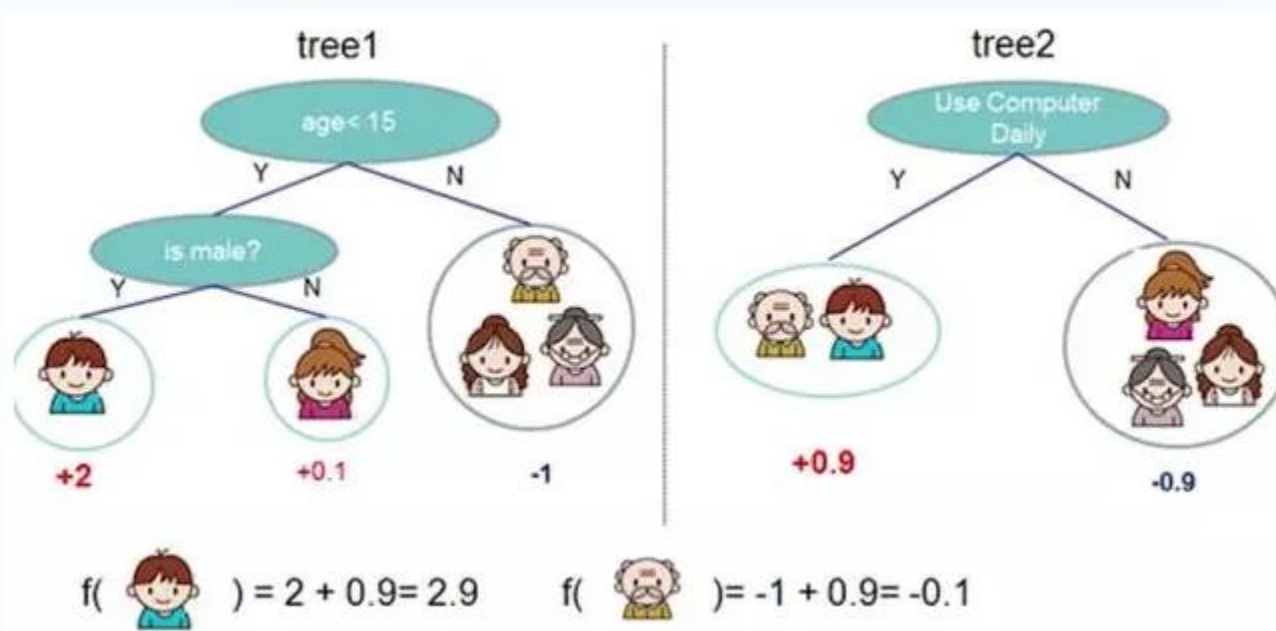 tree1
age< 15
Y
N
is male?
Y
N
+2
+0.1
-1
tree2
Use Computer
Daily
Y
N
+0.9
-0.9
f( ) = 2 + 0.9= 2.9
f( )= -1 + 0.9= -0.1